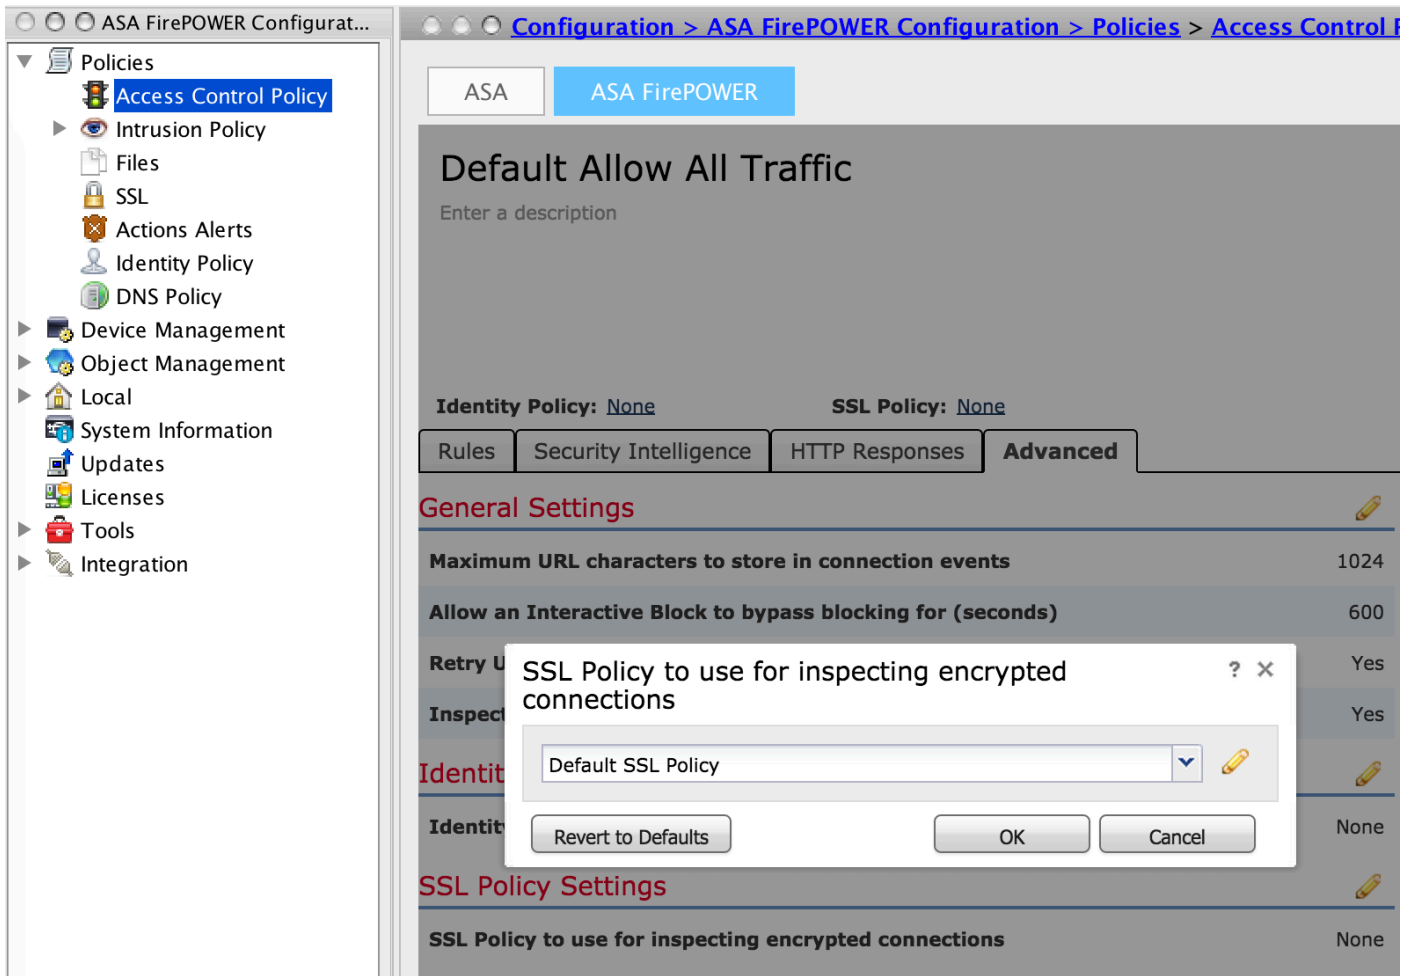 ASA FirePOWER Configurat...
Policies
Access Control Policy
Intrusion Policy
Files
SSL
Actions Alerts
Identity Policy
DNS Policy
Device Management
Object Management
Local
System Information
Updates
Licenses
Tools
Integration
Configuration > ASA FirePOWER Configuration > Policies > Access Control
ASA
ASA FirePOWER
Default Allow All Traffic
Enter a description
Identity Policy: None SSL Policy: None
Rules Security Intelligence HTTP Responses Advanced
General Settings
Maximum URL characters to store in connection events 1024
Allow an Interactive Block to bypass blocking for (seconds) 600
Retry U Yes
Inspect Yes
SSL Policy to use for inspecting encrypted
connections
?
Default SSL Policy
Revert to Defaults OK Cancel
Identit
Identit None
SSL Policy Settings
SSL Policy to use for inspecting encrypted connections None